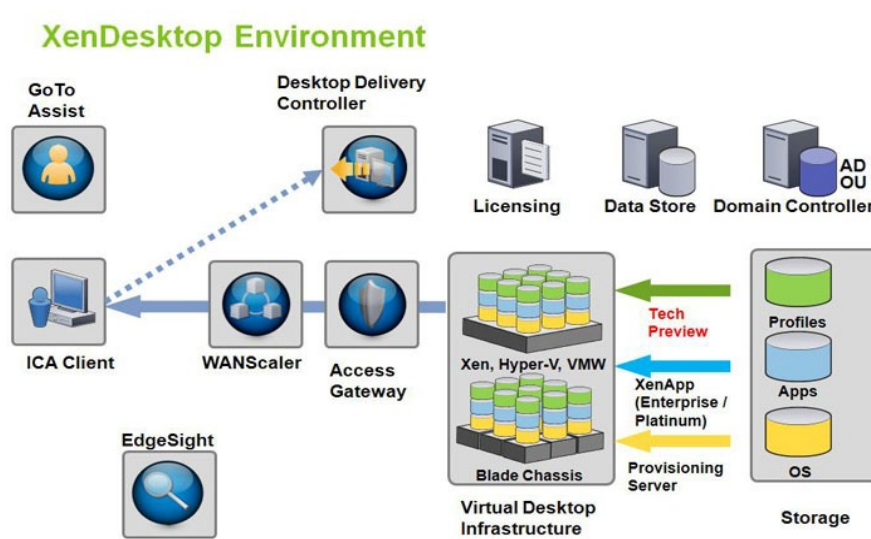 XenDesktop Environment
GoTo
Assist
Desktop Delivery
Controller
Licensing
Data Store
Domain Controller
AD
OU
ICA Client
WANScaler
Access
Gateway
Xen, Hyper-V, VMW
Blade Chassis
Virtual Desktop
Infrastructure
Tech
Preview
XenApp
(Enterprise /
Platinum)
Provisioning
Server
Profiles
Apps
OS
Storage
EdgeSight